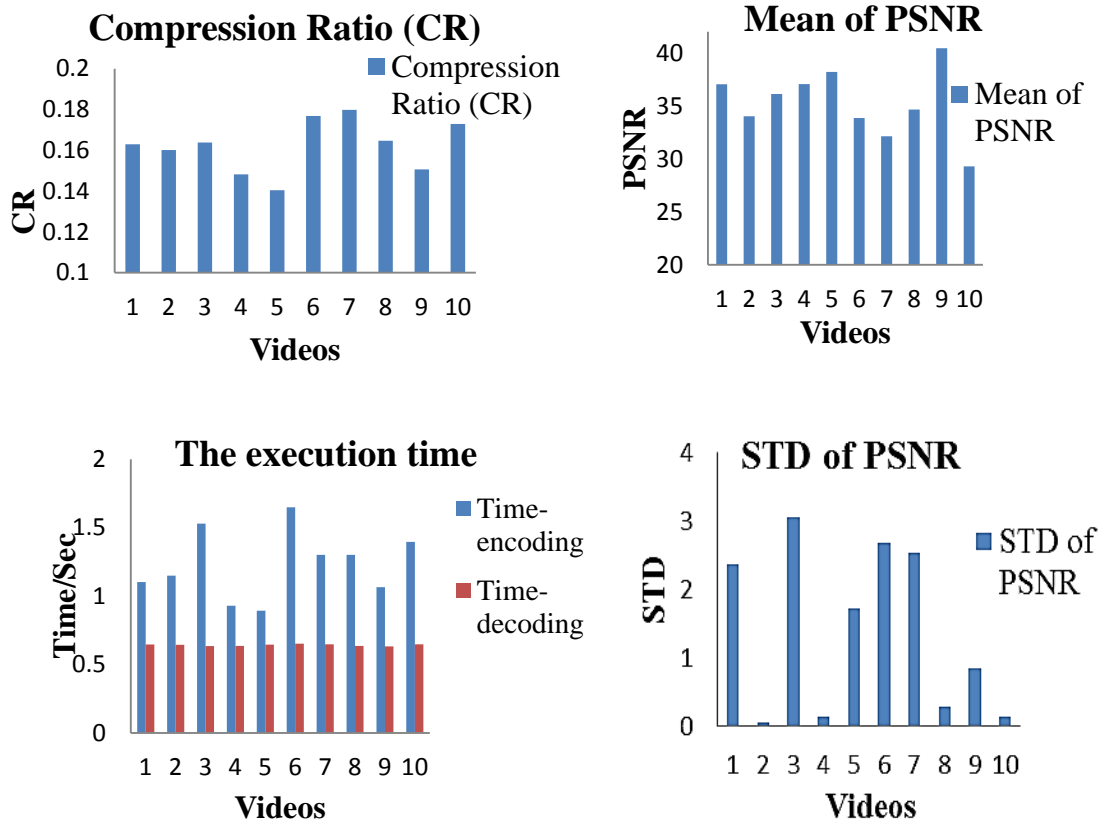 Compression Ratio (CR)
0.2
0.18
0.16
0.14
0.12
0.1
CR
1 2 3 4 5 6 7 8 9 10
Videos
Compression
Ratio (CR)
Mean of PSNR
40
35
30
25
20
PSNR
1 2 3 4 5 6 7 8 9 10
Videos
Mean of
PSNR
The execution time
2
1.5
1
0.5
0
Time/Sec
1 2 3 4 5 6 7 8 9 10
Videos
Time-
encoding
Time-
decoding
STD of PSNR
4
3
2
1
0
STD
1 2 3 4 5 6 7 8 9 10
Videos
STD of
PSNR